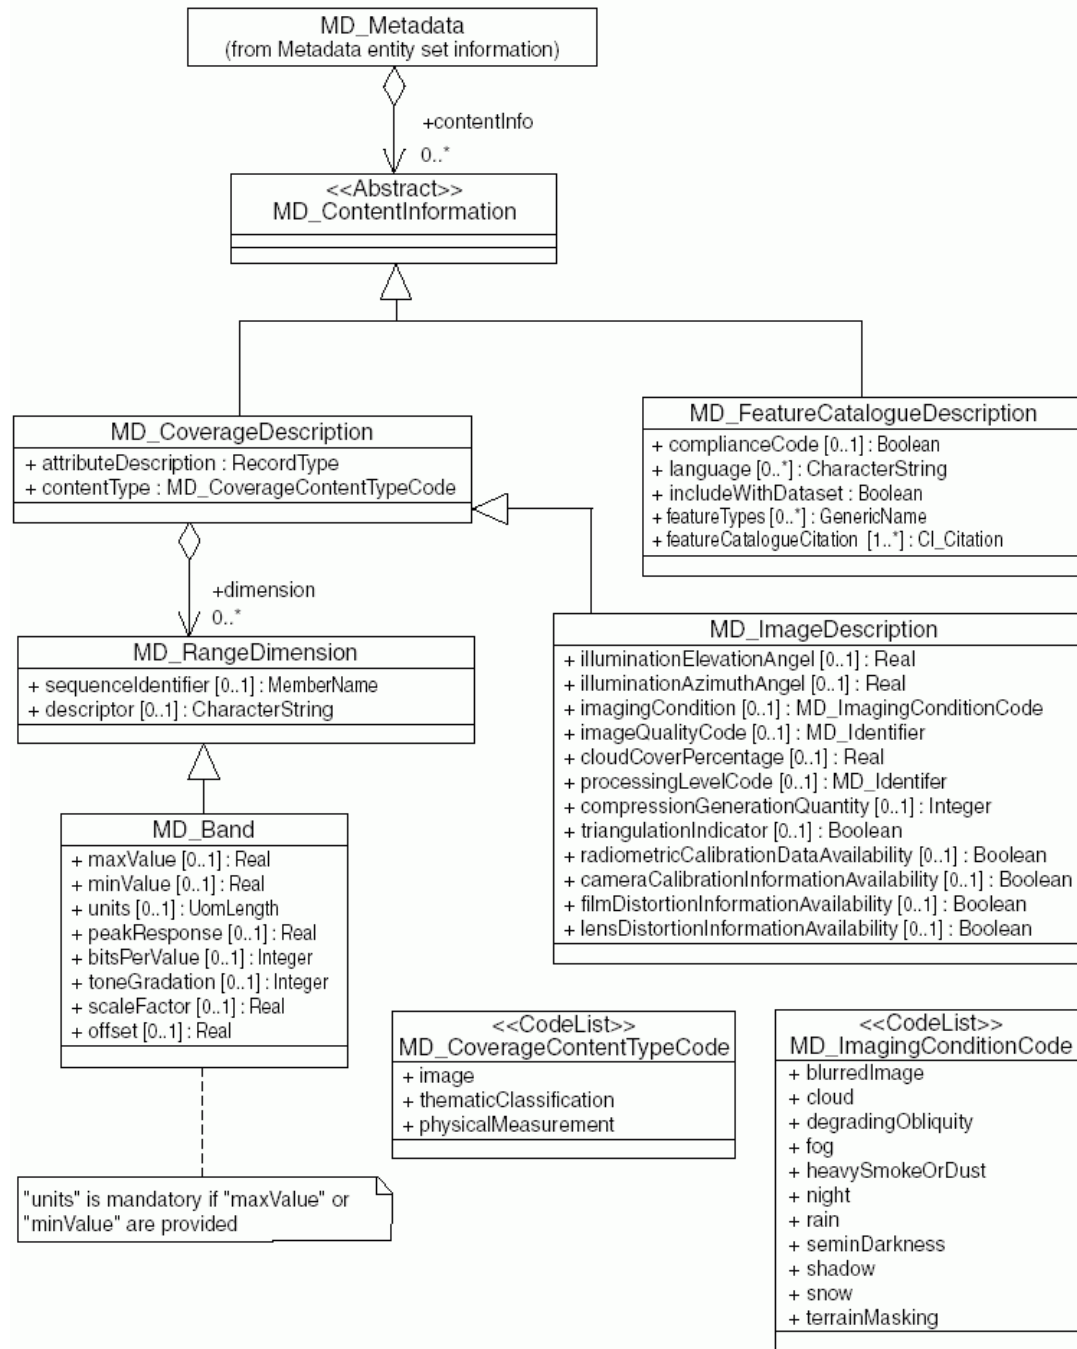 MD_Metadata
(from Metadata entity set information)
+contentInfo
0..*
<<Abstract>>
MD_ContentInformation
MD_CoverageDescription
+ attributeDescription : RecordType
+ contentType : MD_CoverageContentTypeCode
MD_FeatureCatalogueDescription
+ complianceCode [0..1] : Boolean
+ language [0..*] : CharacterString
+ includeWithDataset : Boolean
+ featureTypes [0..*] : GenericName
+ featureCatalogueCitation [1..*] : CI_Citation
+dimension
0..*
MD_RangeDimension
+ sequenceIdentifier [0..1] : MemberName
+ descriptor [0..1] : CharacterString
MD_ImageDescription
+ illuminationElevationAngel [0..1] : Real
+ illuminationAzimuthAngel [0..1] : Real
+ imagingCondition [0..1] : MD_ImagingConditionCode
+ imageQualityCode [0..1] : MD_Identifier
+ cloudCoverPercentage [0..1] : Real
+ processingLevelCode [0..1] : MD_Identifer
+ compressionGenerationQuantity [0..1] : Integer
+ triangulationIndicator [0..1] : Boolean
+ radiometricCalibrationDataAvailability [0..1] : Boolean
+ cameraCalibrationInformationAvailability [0..1] : Boolean
+ filmDistortionInformationAvailability [0..1] : Boolean
+ lensDistortionInformationAvailability [0..1] : Boolean
MD_Band
+ maxValue [0..1] : Real
+ minValue [0..1] : Real
+ units [0..1] : UomLength
+ peakResponse [0..1] : Real
+ bitsPerValue [0..1] : Integer
+ toneGradation [0..1] : Integer
+ scaleFactor [0..1] : Real
+ offset [0..1] : Real
<<CodeList>>
MD_CoverageContentTypeCode
+ image
+ thematicClassification
+ physicalMeasurement
<<CodeList>>
MD_ImagingConditionCode
+ blurredImage
+ cloud
+ degradingObliquity
+ fog
+ heavySmokeOrDust
+ night
+ rain
+ seminDarkness
+ shadow
+ snow
+ terrainMasking
"units" is mandatory if "maxValue" or
"minValue" are provided